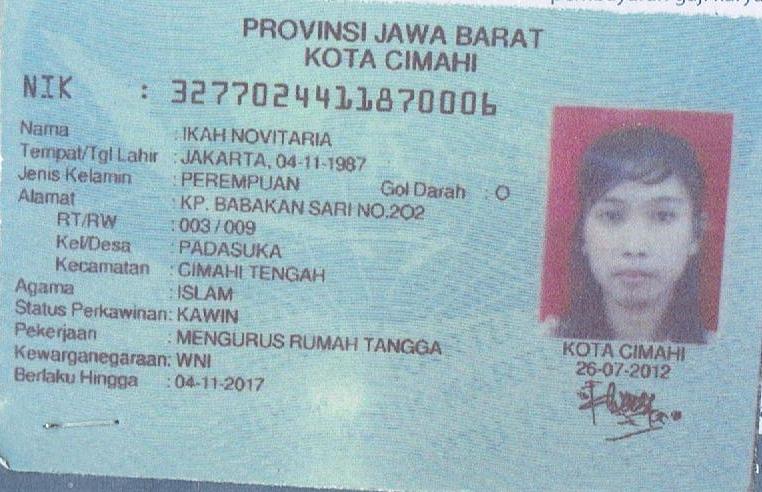 PROVINSI JAWA BARAT
KOTA CIMAHI
NIK : 3277024411870006
Nama : IKAH NOVITARIA
Tempat/Tgl Lahir : JAKARTA, 04-11-1987
Jenis Kelamin : PEREMPUAN Gol Darah : O
Alamat : KP. BABAKAN SARI NO.202
RT/RW : 003 / 009
Kel/Desa : PADASUKA
Kecamatan : CIMAHI TENGAH
Agama : ISLAM
Status Perkawinan: KAWIN
Pekerjaan : MENGURUS RUMAH TANGGA
Kewarganegaraan: WNI
Berlaku Hingga : 04-11-2017
KOTA CIMAHI
26-07-2012